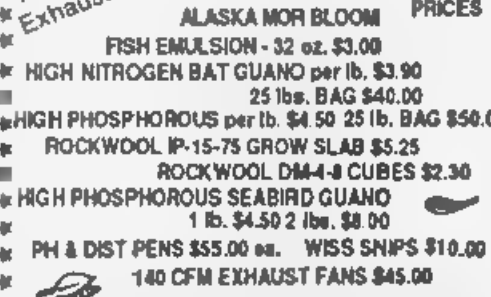 Exhaust
PRICES
ALASKA MOR BLOOM
FISH EMULSION - 32 oz. $3.00
HIGH NITROGEN BAT GUANO per lb. $3.90
25 lbs. BAG $40.00
HIGH PHOSPHOROUS per lb. $4.50 25 lb. BAG $50.0
ROCKWOOL IP-15-75 GROW SLAB $5.25
ROCKWOOL DM-4-8 CUBES $2.30
HIGH PHOSPHOROUS SEABIRD GUANO
1 lb. $4.50 2 lbs. $8.00
PH & DIST PENS $55.00 ea. WISS SNIPS $10.00
140 CFM EXHAUST FANS $45.00